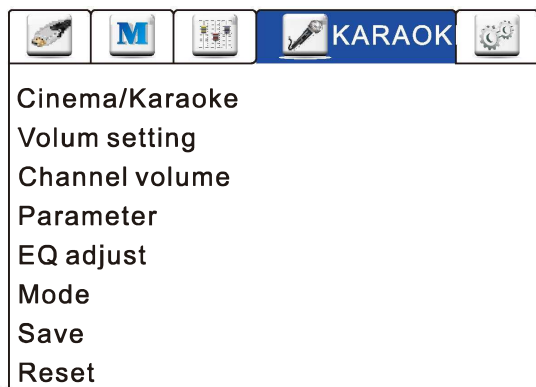 M
KARAOK
Cinema/Karaoke
Volum setting
Channel volume
Parameter
EQ adjust
Mode
Save
Reset